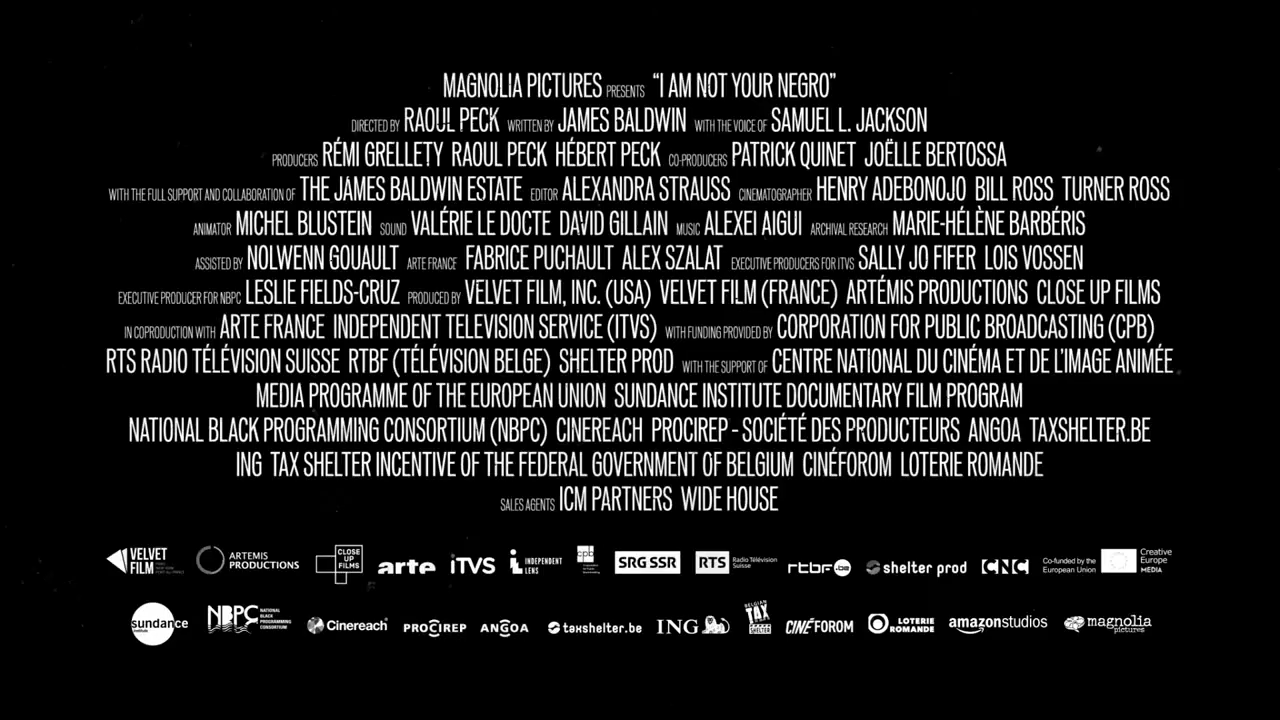 MAGNOLIA PICTURES PRESENTS "I AM NOT YOUR NEGRO"
DIRECTED BY RAOUL PECK WRITTEN BY JAMES BALDWIN WITH THE VOICE OF SAMUEL L. JACKSON
PRODUCERS RÉMI GRELLETY RAOUL PECK HÉBERT PECK CO-PRODUCERS PATRICK QUINET JOËLLE BERTOSSA
WITH THE FULL SUPPORT AND COLLABORATION OF THE JAMES BALDWIN ESTATE EDITOR ALEXANDRA STRAUSS CINEMATOGRAPHER HENRY ADEBONOJO BILL ROSS TURNER ROSS
ANIMATOR MICHEL BLUSTEIN SOUND VALÉRIE LE DOCTE DAVID GILLAIN MUSIC ALEXEI AIGUI ARCHIVAL RESEARCH MARIE-HÉLÈNE BARBÉRIS
ASSISTED BY NOLWENN GOUAULT ARTE FRANCE FABRICE PUCHAULT ALEX SZALAT EXECUTIVE PRODUCERS FOR ITVS SALLY JO FIFER LOIS VOSSEN
EXECUTIVE PRODUCER FOR NBPC LESLIE FIELDS-CRUZ PRODUCED BY VELVET FILM, INC. (USA) VELVET FILM (FRANCE) ARTÉMIS PRODUCTIONS CLOSE UP FILMS
IN COPRODUCTION WITH ARTE FRANCE INDEPENDENT TELEVISION SERVICE (ITVS) WITH FUNDING PROVIDED BY CORPORATION FOR PUBLIC BROADCASTING (CPB)
RTS RADIO TÉLÉVISION SUISSE RTBF (TÉLÉVISION BELGE) SHELTER PROD WITH THE SUPPORT OF CENTRE NATIONAL DU CINÉMA ET DE L'IMAGE ANIMÉE
MEDIA PROGRAMME OF THE EUROPEAN UNION SUNDANCE INSTITUTE DOCUMENTARY FILM PROGRAM
NATIONAL BLACK PROGRAMMING CONSORTIUM (NBPC) CINEREACH PROCIREP - SOCIÉTÉ DES PRODUCTEURS ANGOA TAXSHELTER.BE
ING TAX SHELTER INCENTIVE OF THE FEDERAL GOVERNMENT OF BELGIUM CINÉFOROM LOTERIE ROMANDE
SALES AGENTS ICM PARTNERS WIDE HOUSE
VELVET FILM ARTEMIS PRODUCTIONS CLOSE UP FILMS arte iTVS INDEPENDENT LENS cpb SRG SSR RTS Radio Télévision Suisse rtbf.be shelter prod CNC Co-funded by the European Union Creative Europe MEDIA
sundance institute NBPC NATIONAL BLACK PROGRAMMING CONSORTIUM Cinereach PROCIREP ANGOA taxshelter.be ING BELGIAN TAX SHELTER CINÉFOROM LOTERIE ROMANDE amazonstudios magnolia pictures